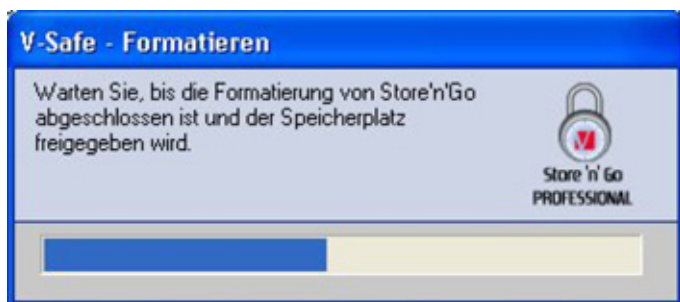 V-Safe - Formatieren
Warten Sie, bis die Formatierung von Store'n'Go
abgeschlossen ist und der Speicherplatz
freigegeben wird.
V
Store 'n' Go
PROFESSIONAL